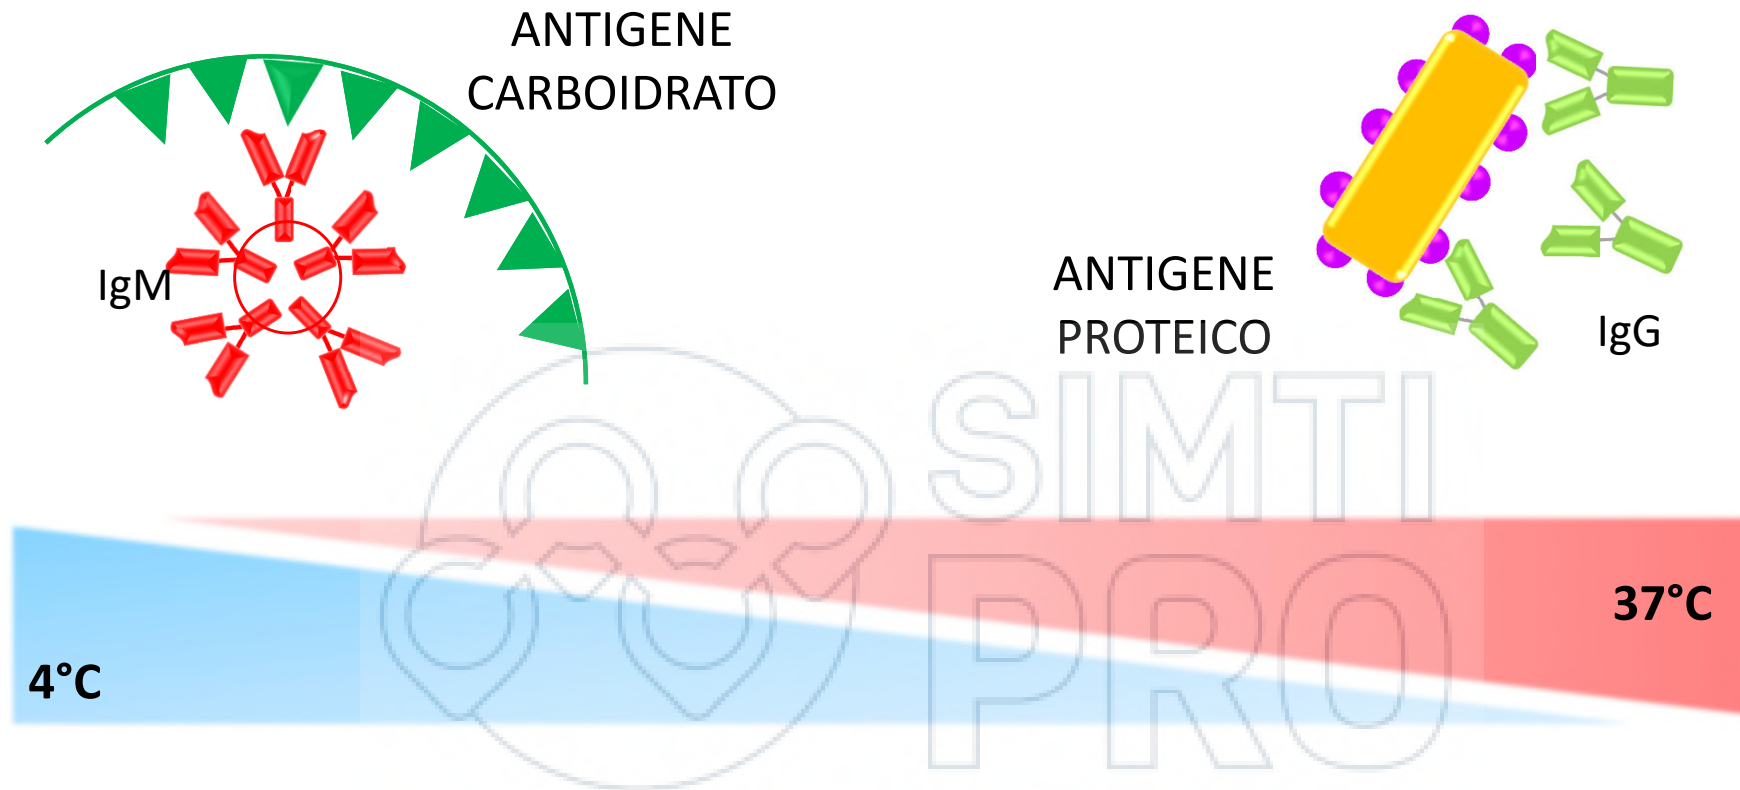 ANTIGENE
CARBOIDRATO
IgM
ANTIGENE
PROTEICO
IgG
SIMTI
PRO
37°C
4°C